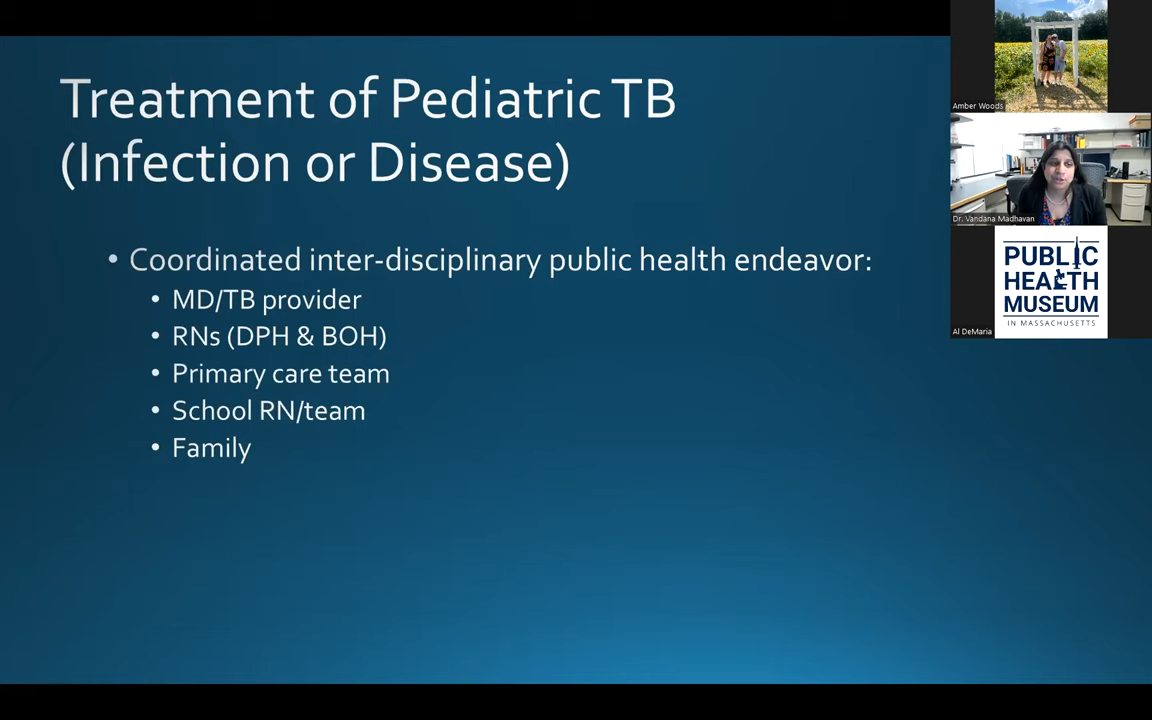 Treatment of Pediatric TB
(Infection or Disease)
• Coordinated inter-disciplinary public health endeavor:
• MD/TB provider
• RNs (DPH & BOH)
• Primary care team
• School RN/team
• Family
Amber Woods
Dr. Vandana Madhavan
PUBLIC
HEALTH
MUSEUM
IN MASSACHUSETTS
Al DeMaria